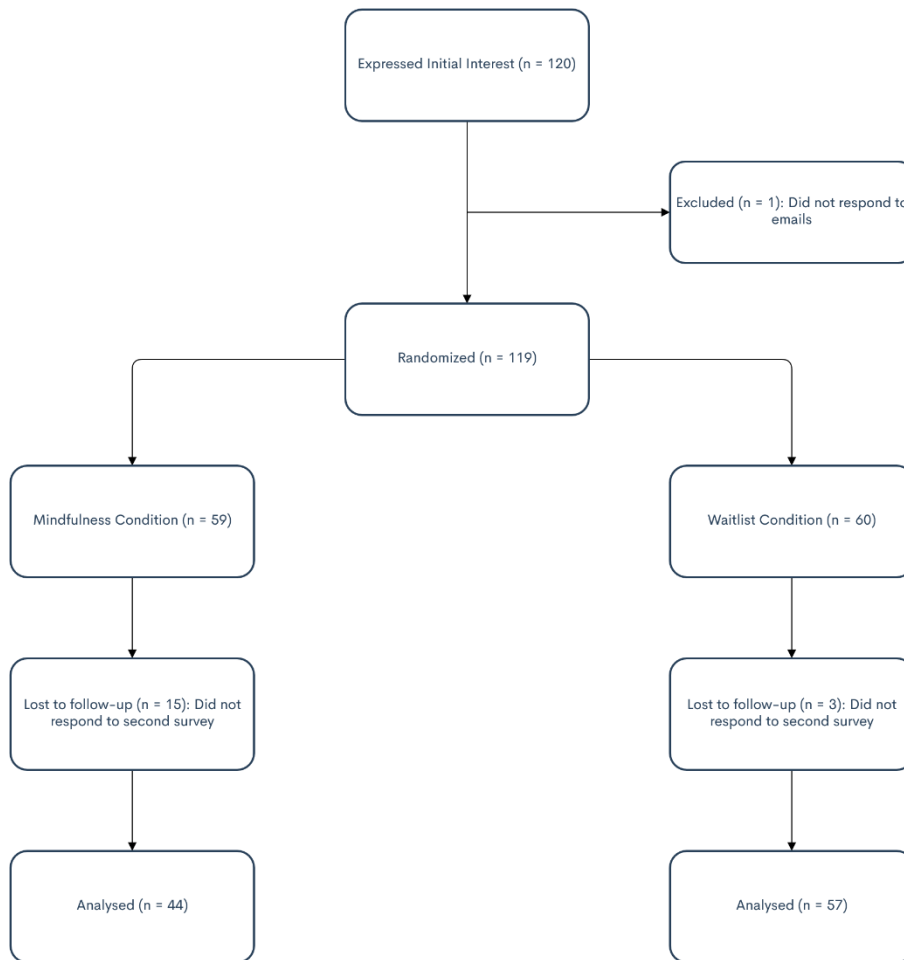 Expressed Initial Interest (n = 120)
Excluded (n = 1): Did not respond to
emails
Randomized (n = 119)
Mindfulness Condition (n = 59)
Waitlist Condition (n = 60)
Lost to follow-up (n = 15): Did not
respond to second survey
Lost to follow-up (n = 3): Did not
respond to second survey
Analysed (n = 44)
Analysed (n = 57)